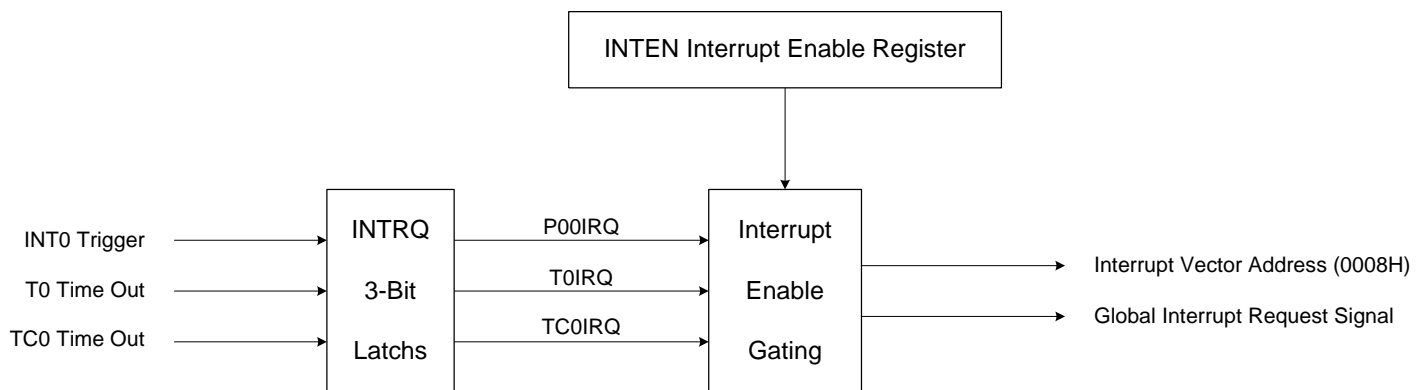 INTEN Interrupt Enable Register
INT0 Trigger
T0 Time Out
TC0 Time Out
INTRQ
3-Bit
Latchs
P00IRQ
T0IRQ
TC0IRQ
Interrupt
Enable
Gating
Interrupt Vector Address (0008H)
Global Interrupt Request Signal